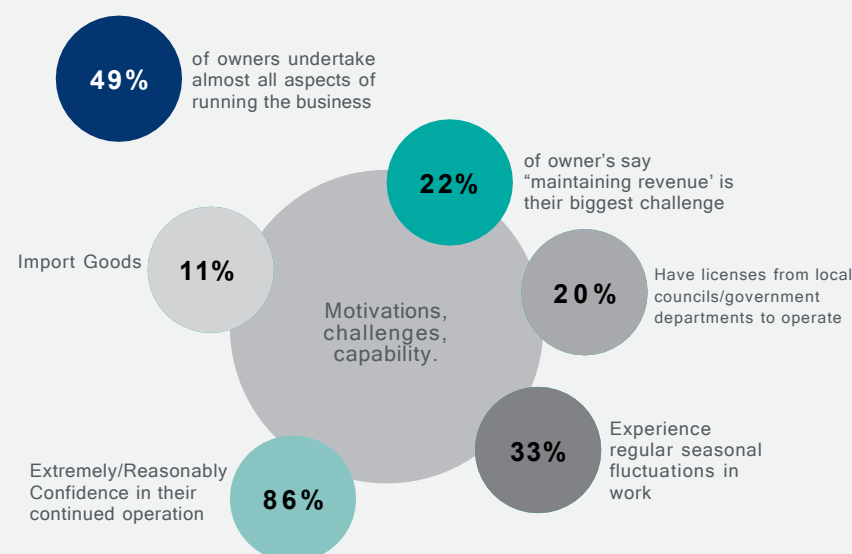 49%
of owners undertake
almost all aspects of
running the business
22%
of owner’s say
“maintaining revenue’ is
their biggest challenge
Import Goods
11%
20%
Have licenses from local
councils/government
departments to operate
Motivations,
challenges,
capability.
33%
Experience
regular seasonal
fluctuations in
work
Extremely/Reasonably
Confidence in their
continued operation
86%